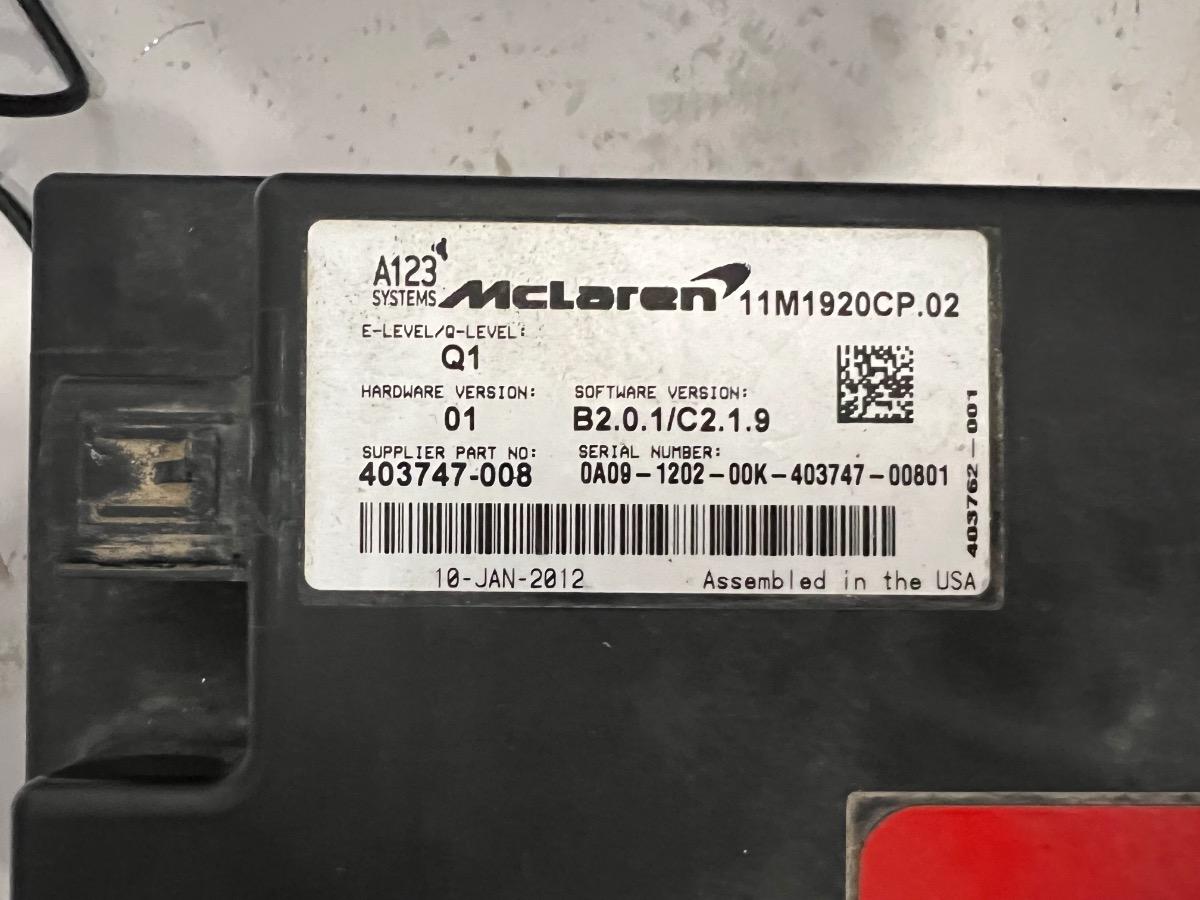 A123
SYSTEMS McLaren 11M1920CP.02
E-LEVEL/Q-LEVEL:
Q1
HARDWARE VERSION: SOFTWARE VERSION:
01 B2.0.1/C2.1.9
SUPPLIER PART NO: SERIAL NUMBER:
403747-008 0A09-1202-00K-403747-00801
10-JAN-2012 Assembled in the USA
403762-001